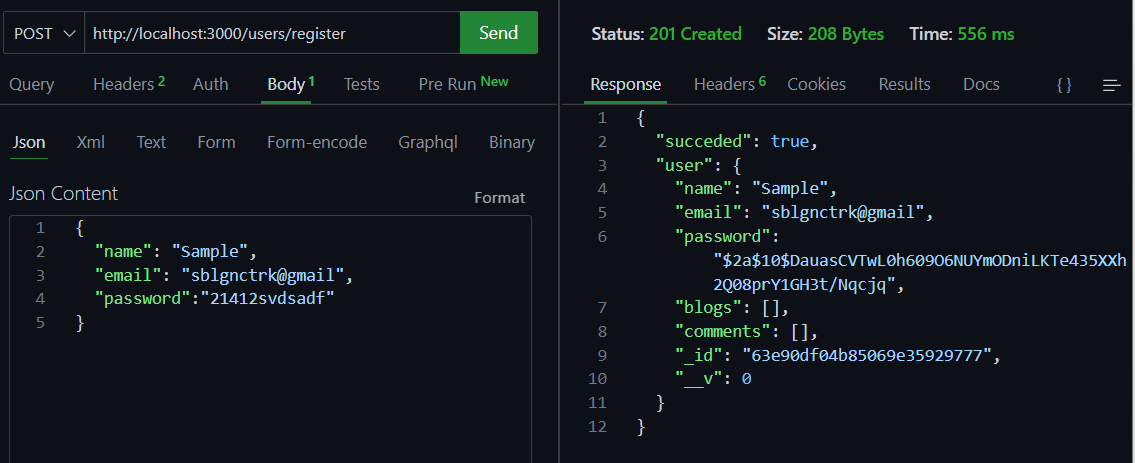 POST http://localhost:3000/users/register Send
Query Headers 2 Auth Body 1 Tests Pre Run New
Json Xml Text Form Form-encode Graphql Binary
Json Content Format
1 {
2 "name": "Sample",
3 "email": "sblgnctrk@gmail",
4 "password":"21412svdsadf"
5 }
Status: 201 Created Size: 208 Bytes Time: 556 ms
Response Headers 6 Cookies Results Docs {}
1 {
2 "succeded": true,
3 "user": {
4 "name": "Sample",
5 "email": "sblgnctrk@gmail",
6 "password":
"$2a$10$DauasCVTwL0h609O6NUYmODniLKTe435XXh
2Q08prY1GH3t/Nqcjq",
7 "blogs": [],
8 "comments": [],
9 "_id": "63e90df04b85069e35929777",
10 "__v": 0
11 }
12 }